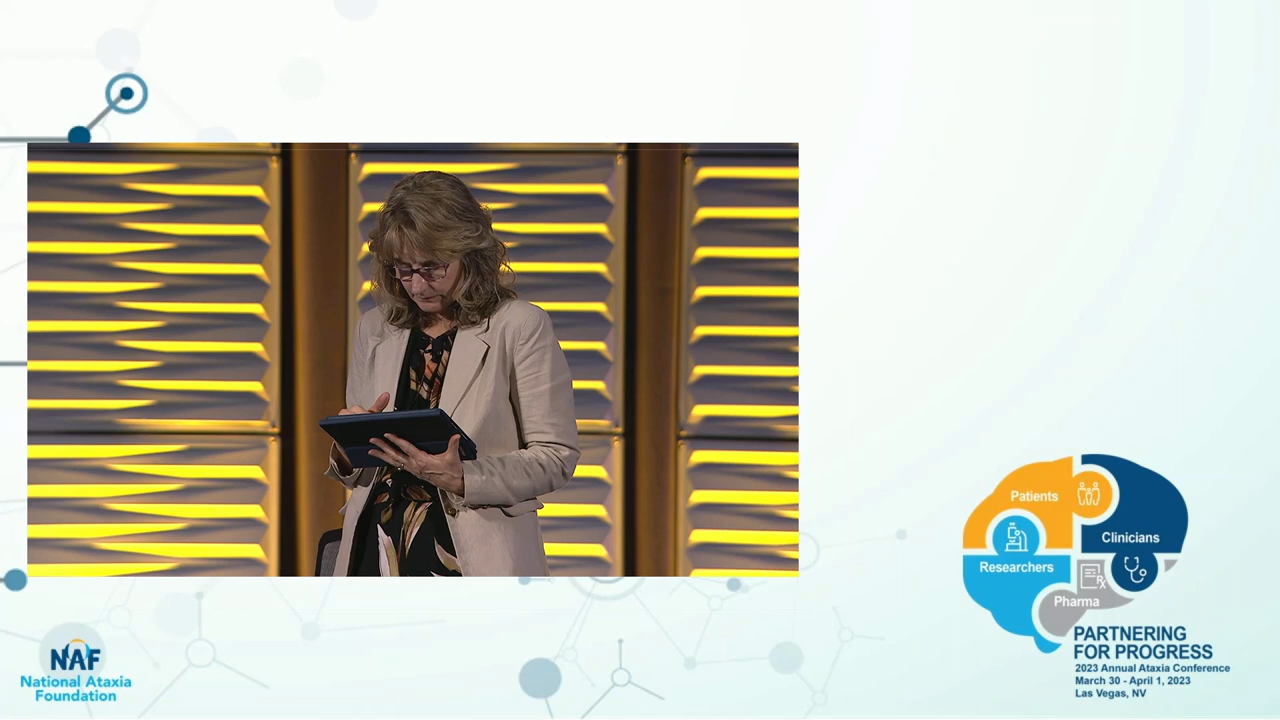 NAF
National Ataxia
Foundation
Patients
Clinicians
Researchers
Rx
Pharma
PARTNERING
FOR PROGRESS
2023 Annual Ataxia Conference
March 30 - April 1, 2023
Las Vegas, NV